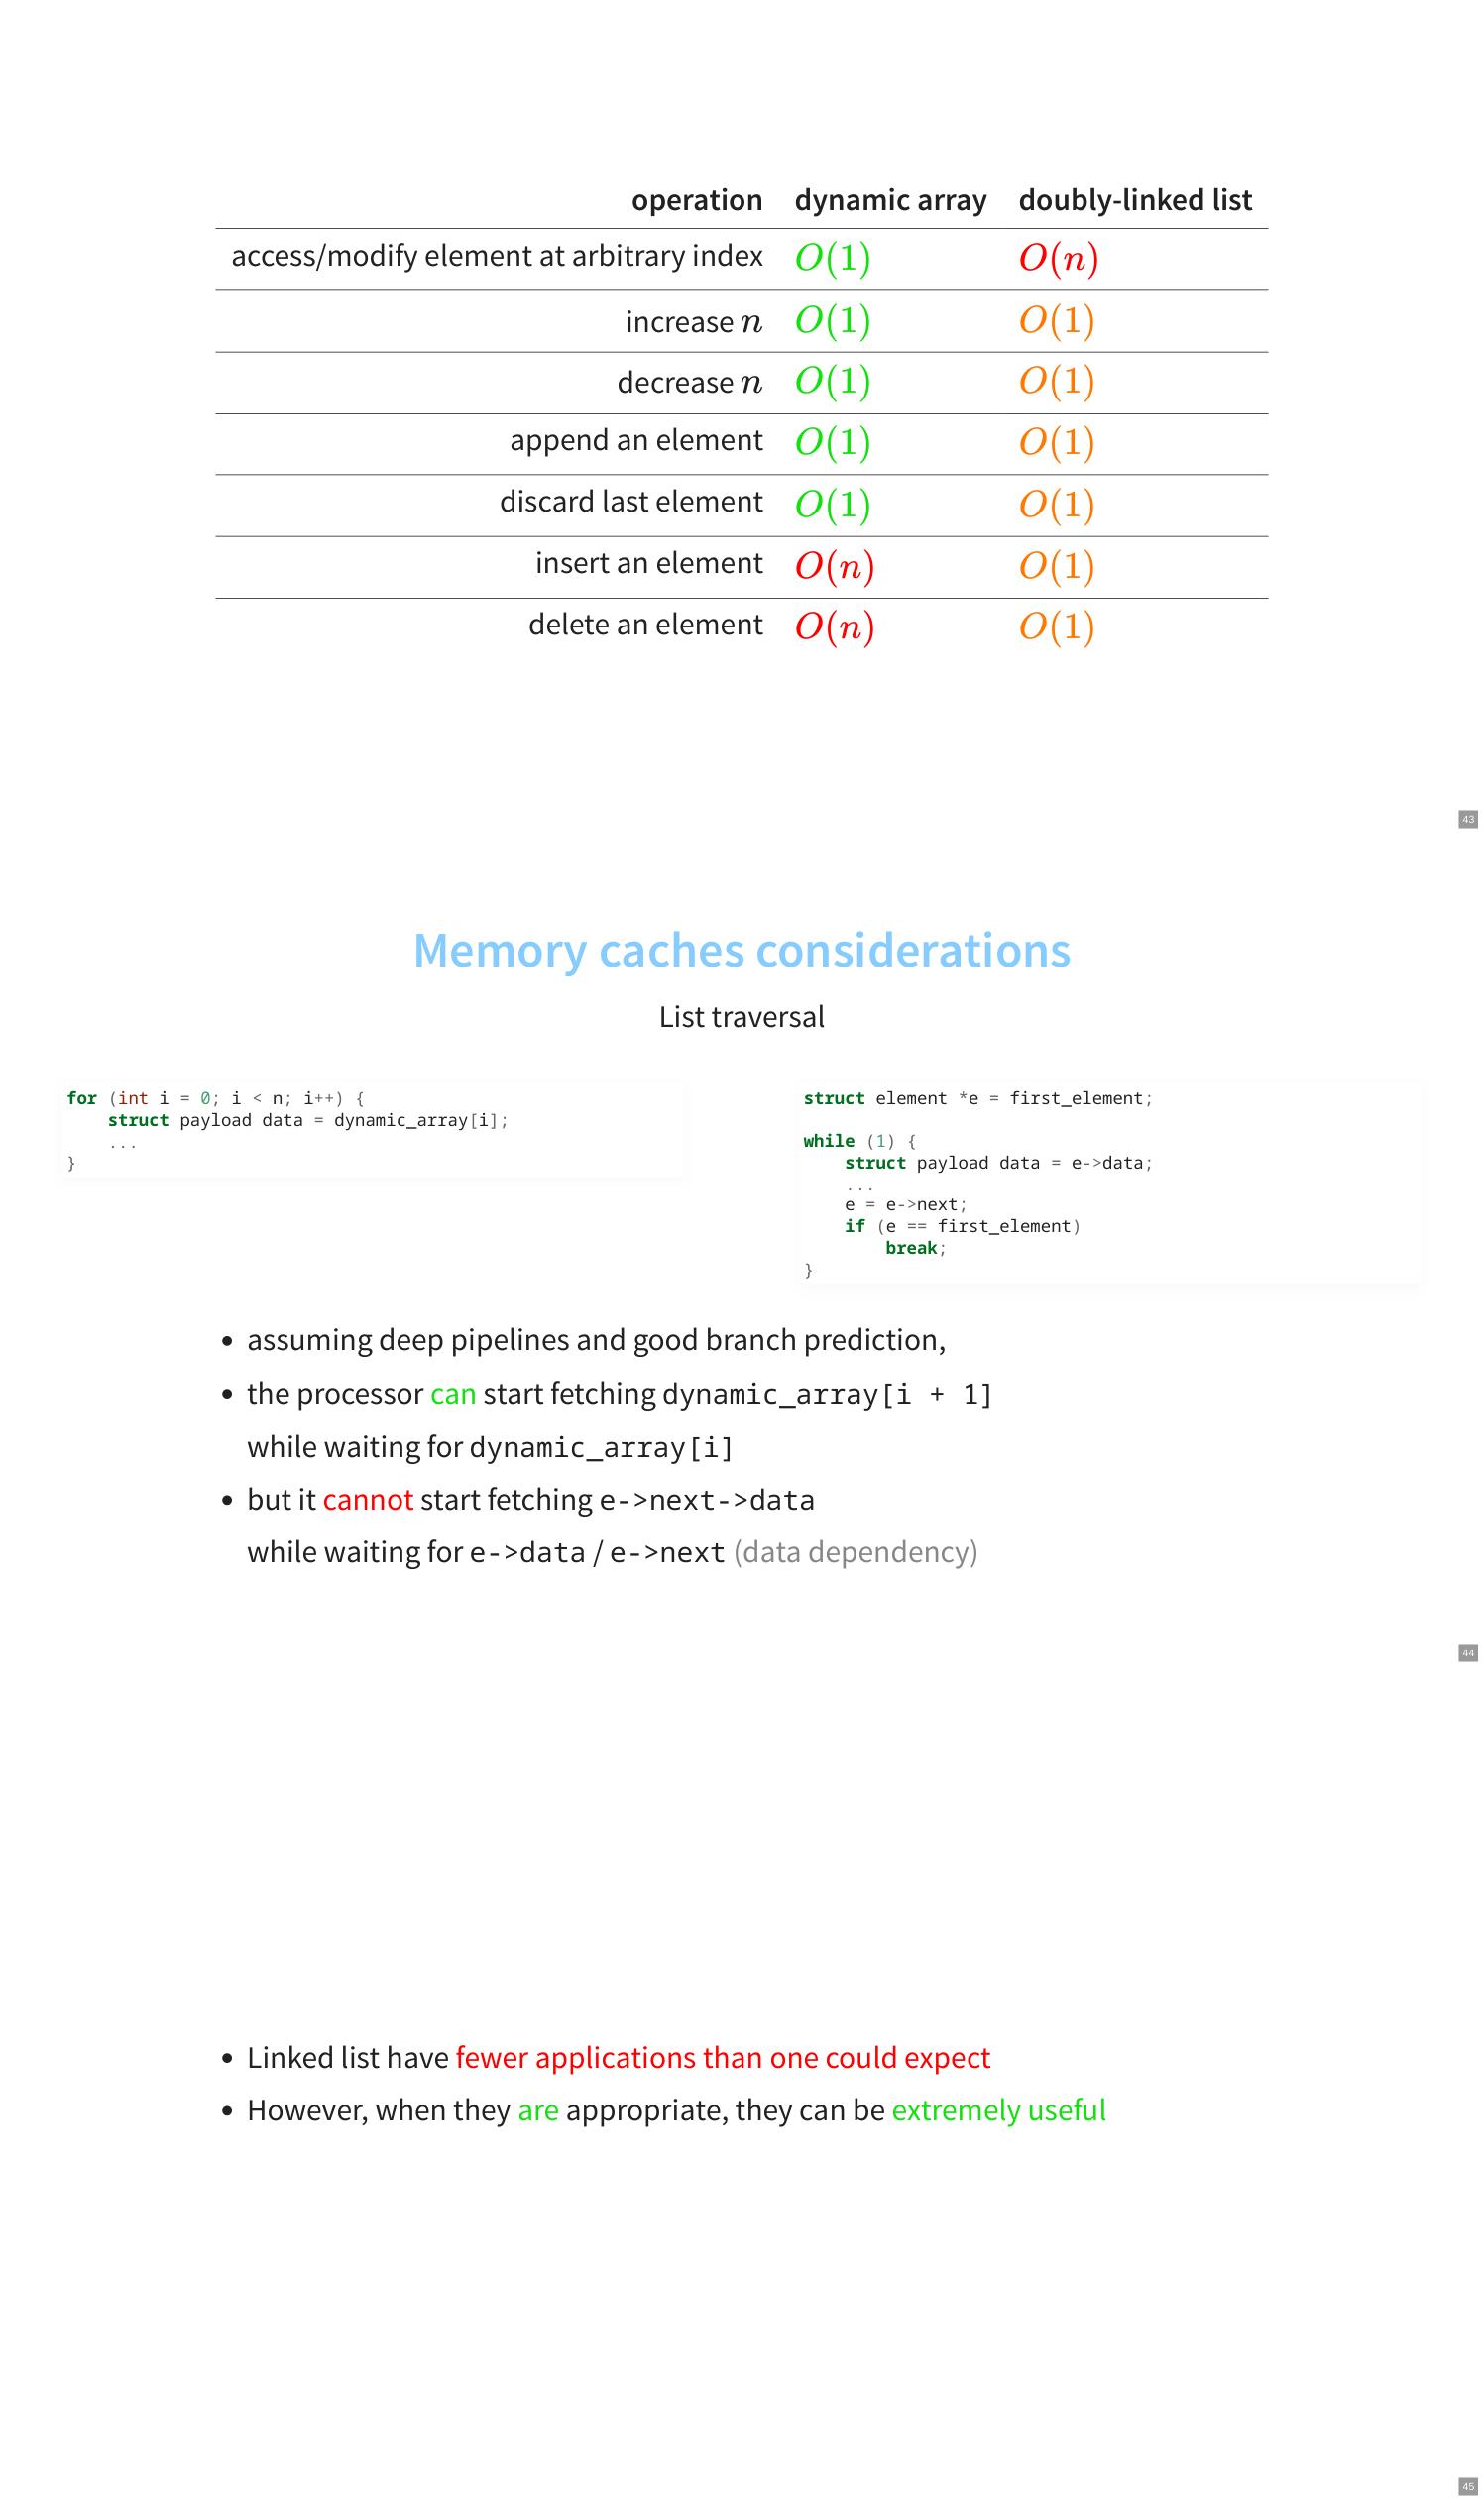 operation dynamic array doubly-linked list
access/modify element at arbitrary index O(1) O(n)
increase n O(1) O(1)
decrease n O(1) O(1)
append an element O(1) O(1)
discard last element O(1) O(1)
insert an element O(n) O(1)
delete an element O(n) O(1)
43
Memory caches considerations
List traversal
for (int i = 0; i < n; i++) {
    struct payload data = dynamic_array[i];
    ...
}
struct element *e = first_element;
while (1) {
    struct payload data = e->data;
    ...
    e = e->next;
    if (e == first_element)
        break;
}
• assuming deep pipelines and good branch prediction,
• the processor can start fetching dynamic_array[i + 1]
while waiting for dynamic_array[i]
• but it cannot start fetching e->next->data
while waiting for e->data / e->next (data dependency)
44
• Linked list have fewer applications than one could expect
• However, when they are appropriate, they can be extremely useful
45